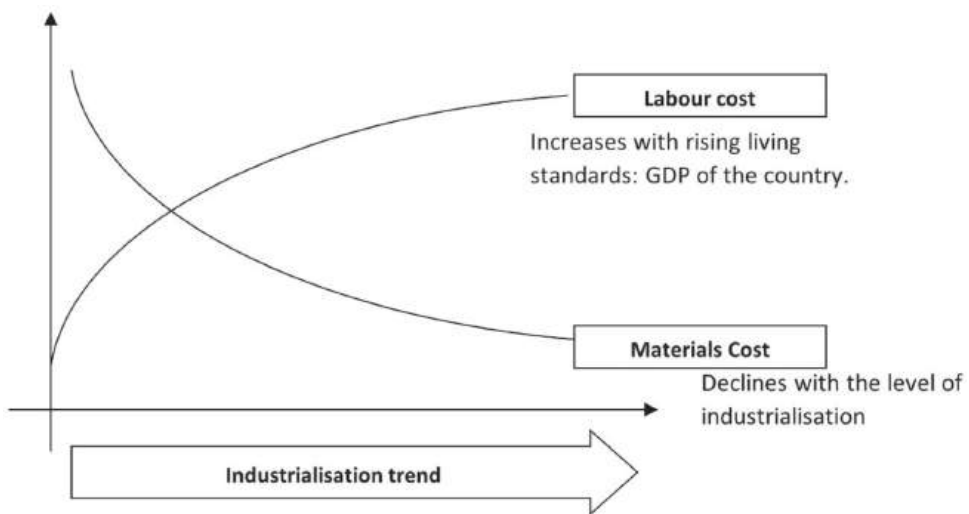 Labour cost
Increases with rising living
standards: GDP of the country.
Materials Cost
Declines with the level of
industrialisation
Industrialisation trend